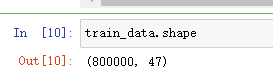 In [10]: train_data.shape
Out[10]: (800000, 47)